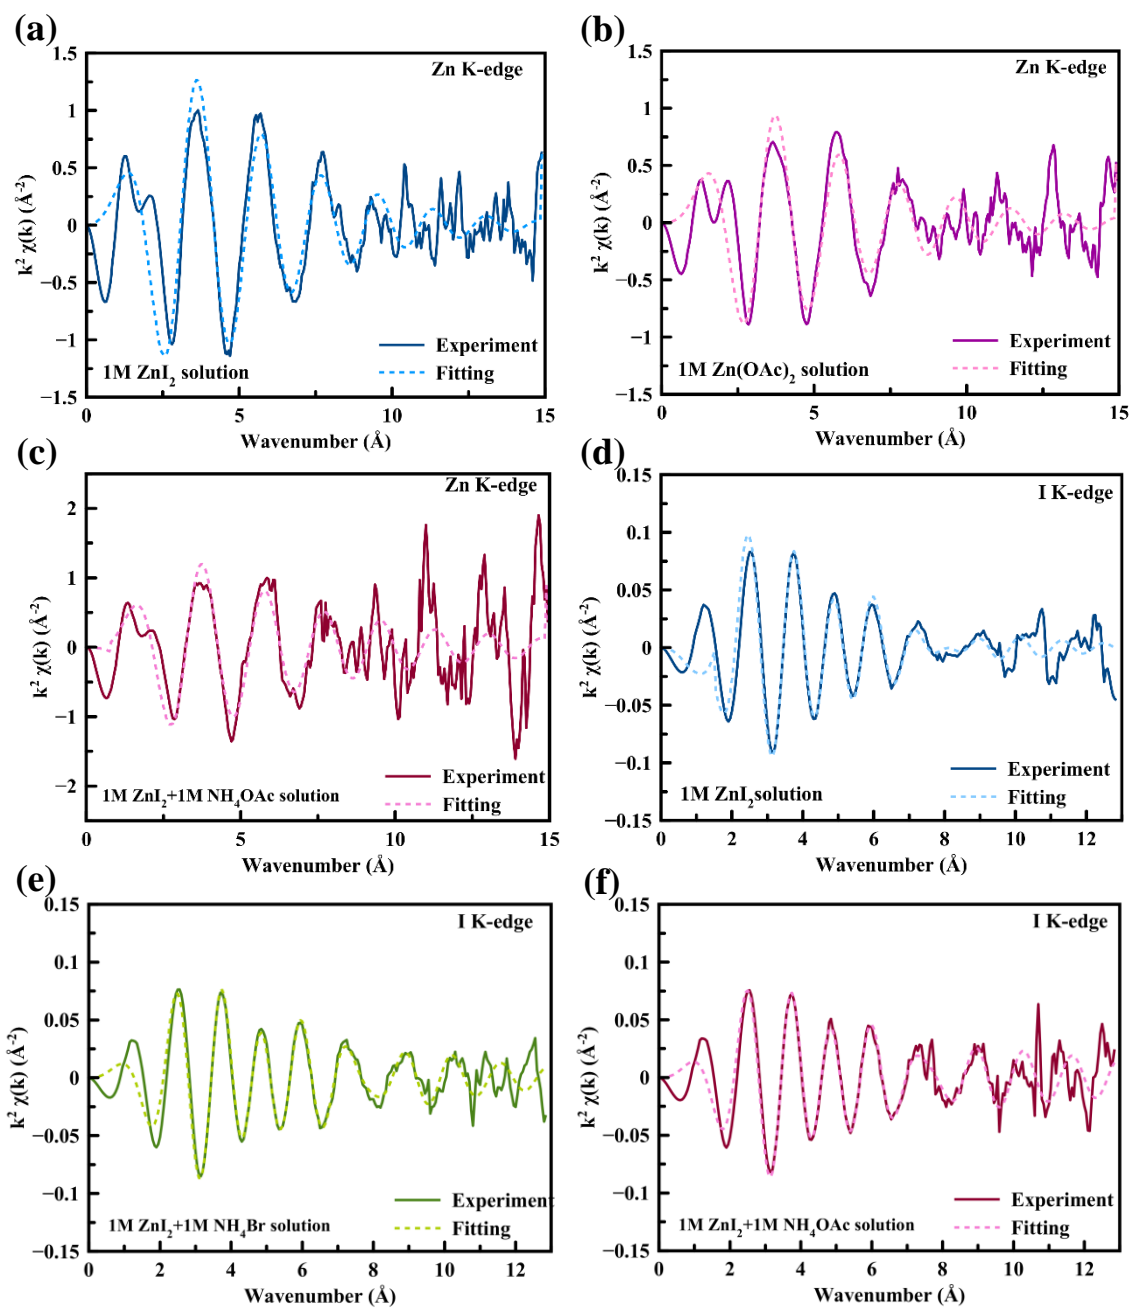 (a)
Zn K-edge
1.5
1
0.5
0
−0.5
−1
−1.5
k² χ(k) (Å⁻²)
Experiment
Fitting
1M ZnI₂ solution
0 5 10 15
Wavenumber (Å)
(b)
Zn K-edge
1.5
1
0.5
0
−0.5
−1
−1.5
k² χ(k) (Å⁻²)
Experiment
Fitting
1M Zn(OAc)₂ solution
0 5 10 15
Wavenumber (Å)
(c)
Zn K-edge
2
1
0
−1
−2
k² χ(k) (Å⁻²)
Experiment
Fitting
1M ZnI₂+1M NH₄OAc solution
0 5 10 15
Wavenumber (Å)
(d)
I K-edge
0.15
0.1
0.05
0
−0.05
−0.1
−0.15
k² χ(k) (Å⁻²)
Experiment
Fitting
1M ZnI₂solution
0 2 4 6 8 10 12
Wavenumber (Å)
(e)
I K-edge
0.15
0.1
0.05
0
−0.05
−0.1
−0.15
k² χ(k) (Å⁻²)
Experiment
Fitting
1M ZnI₂+1M NH₄Br solution
0 2 4 6 8 10 12
Wavenumber (Å)
(f)
I K-edge
0.15
0.1
0.05
0
−0.05
−0.1
−0.15
k² χ(k) (Å⁻²)
Experiment
Fitting
1M ZnI₂+1M NH₄OAc solution
0 2 4 6 8 10 12
Wavenumber (Å)